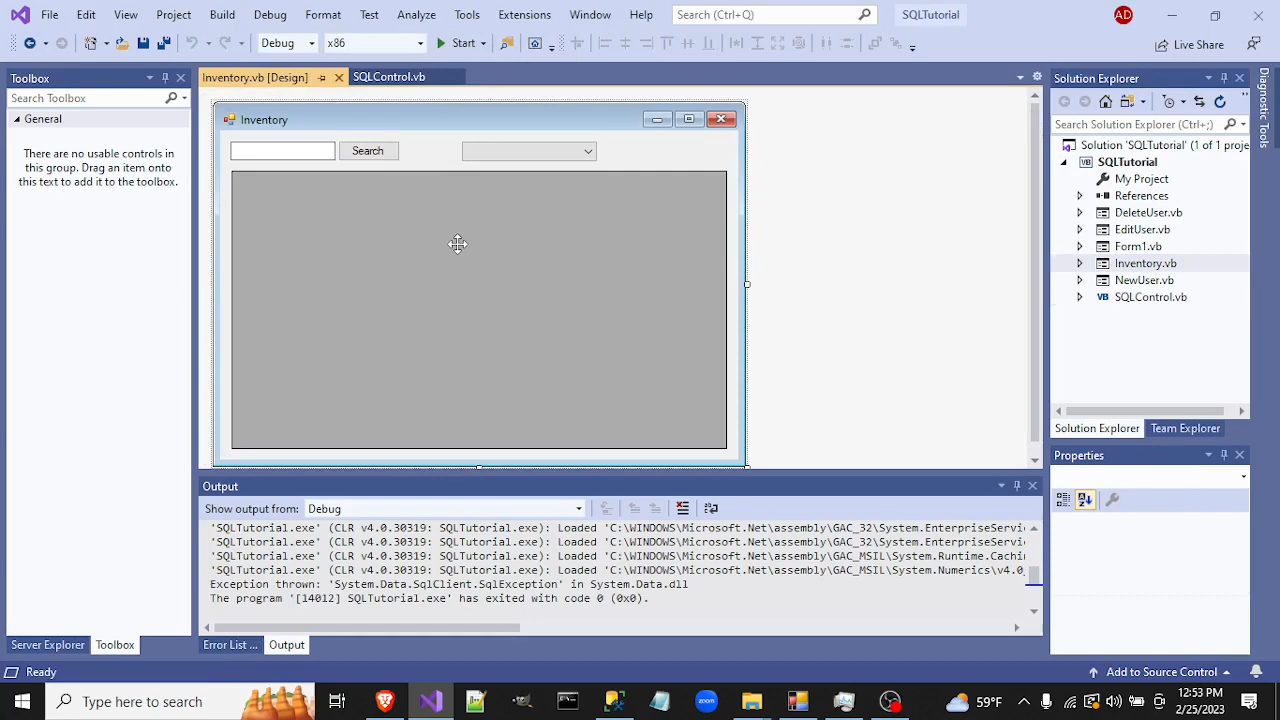 File Edit View Project Build Debug Format Test Analyze Tools Extensions Window Help Search (Ctrl+Q) SQLTutorial AD
Debug x86 Start Live Share
Toolbox
Search Toolbox
General
There are no usable controls in
this group. Drag an item onto
this text to add it to the toolbox.
Server Explorer Toolbox
Inventory.vb [Design] SQLControl.vb
Inventory
Search
Output
Show output from: Debug
'SQLTutorial.exe' (CLR v4.0.30319: SQLTutorial.exe): Loaded 'C:\WINDOWS\Microsoft.Net\assembly\GAC_32\System.EnterpriseServic
'SQLTutorial.exe' (CLR v4.0.30319: SQLTutorial.exe): Loaded 'C:\WINDOWS\Microsoft.Net\assembly\GAC_32\System.EnterpriseServic
'SQLTutorial.exe' (CLR v4.0.30319: SQLTutorial.exe): Loaded 'C:\WINDOWS\Microsoft.Net\assembly\GAC_MSIL\System.Runtime.Cachin
'SQLTutorial.exe' (CLR v4.0.30319: SQLTutorial.exe): Loaded 'C:\WINDOWS\Microsoft.Net\assembly\GAC_MSIL\System.Numerics\v4.0_
Exception thrown: 'System.Data.SqlClient.SqlException' in System.Data.dll
The program '[14012] SQLTutorial.exe' has exited with code 0 (0x0).
Error List ... Output
Solution Explorer
Search Solution Explorer (Ctrl+;)
Solution 'SQLTutorial' (1 of 1 proje
VB SQLTutorial
My Project
References
DeleteUser.vb
EditUser.vb
Form1.vb
Inventory.vb
NewUser.vb
VB SQLControl.vb
Solution Explorer Team Explorer
Properties
Diagnostic Tools
Ready Add to Source Control
Type here to search zoom 59°F 12:53 PM
2/25/2023